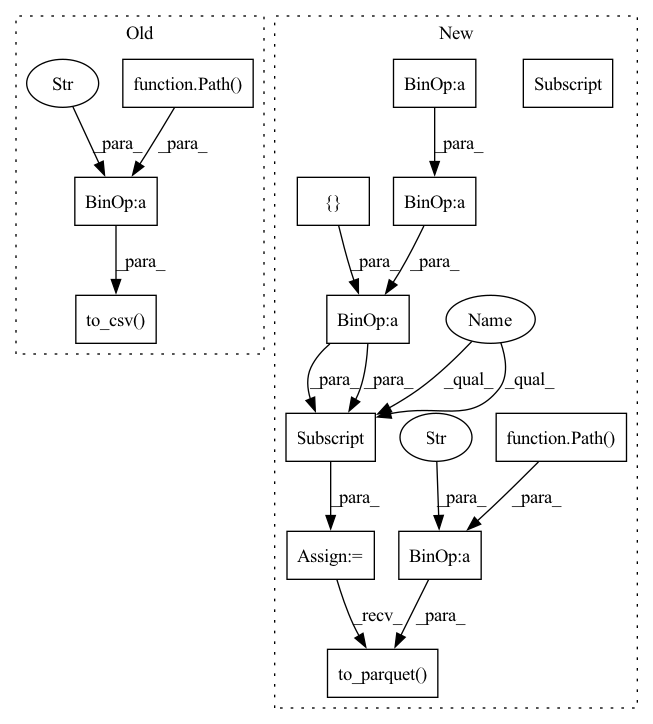 Old
New
Str
function.Path()
BinOp:a
Subscript
_para_
_para_
_para_
BinOp:a
{}
BinOp:a
_para_
_para_
_para_
to_csv()
BinOp:a
Name
_para_
_para_
_qual_
_qual_
Subscript
Str
function.Path()
_para_
_para_
_para_
Assign:=
BinOp:a
_recv_
_para_
to_parquet()